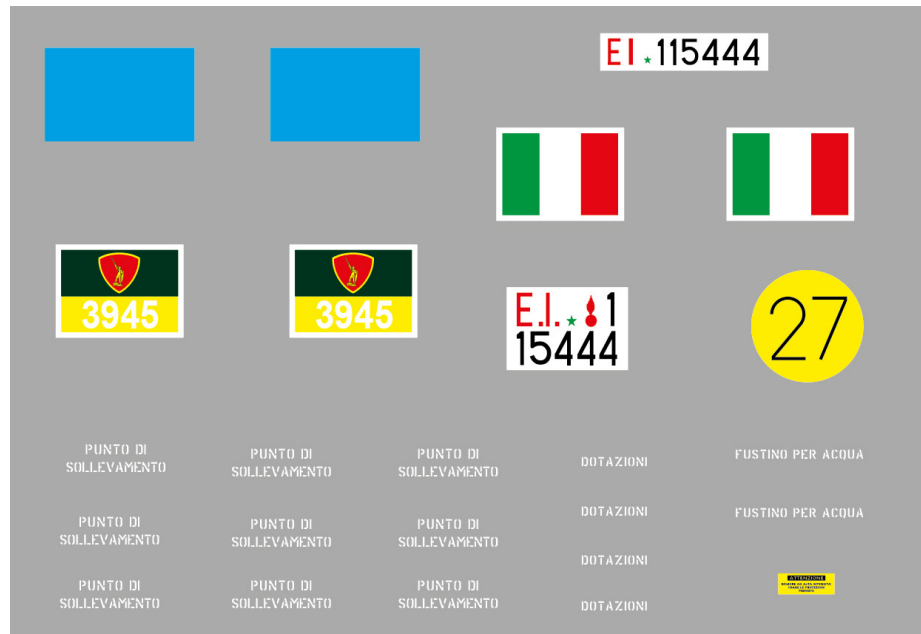 EI★115444
3945
3945
E.I.★ 1
15444
27
PUNTO DI
SOLLEVAMENTO
PUNTO DI
SOLLEVAMENTO
PUNTO DI
SOLLEVAMENTO
DOTAZIONI
FUSTINO PER ACQUA
PUNTO DI
SOLLEVAMENTO
PUNTO DI
SOLLEVAMENTO
PUNTO DI
SOLLEVAMENTO
DOTAZIONI
FUSTINO PER ACQUA
DOTAZIONI
PUNTO DI
SOLLEVAMENTO
PUNTO DI
SOLLEVAMENTO
PUNTO DI
SOLLEVAMENTO
DOTAZIONI
ATTENZIONE